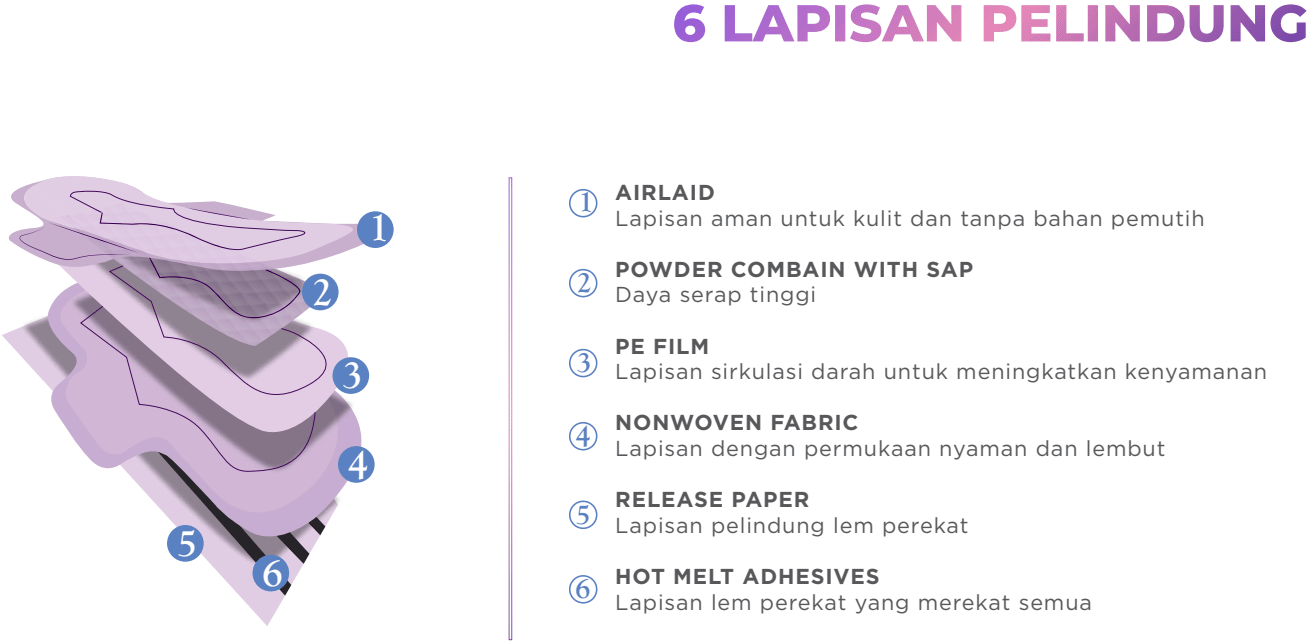 6 LAPISAN PELINDUNG
1
2
3
4
5
6
1 AIRLAID
Lapisan aman untuk kulit dan tanpa bahan pemutih
2 POWDER COMBAIN WITH SAP
Daya serap tinggi
3 PE FILM
Lapisan sirkulasi darah untuk meningkatkan kenyamanan
4 NONWOVEN FABRIC
Lapisan dengan permukaan nyaman dan lembut
5 RELEASE PAPER
Lapisan pelindung lem perekat
6 HOT MELT ADHESIVES
Lapisan lem perekat yang merekat semua